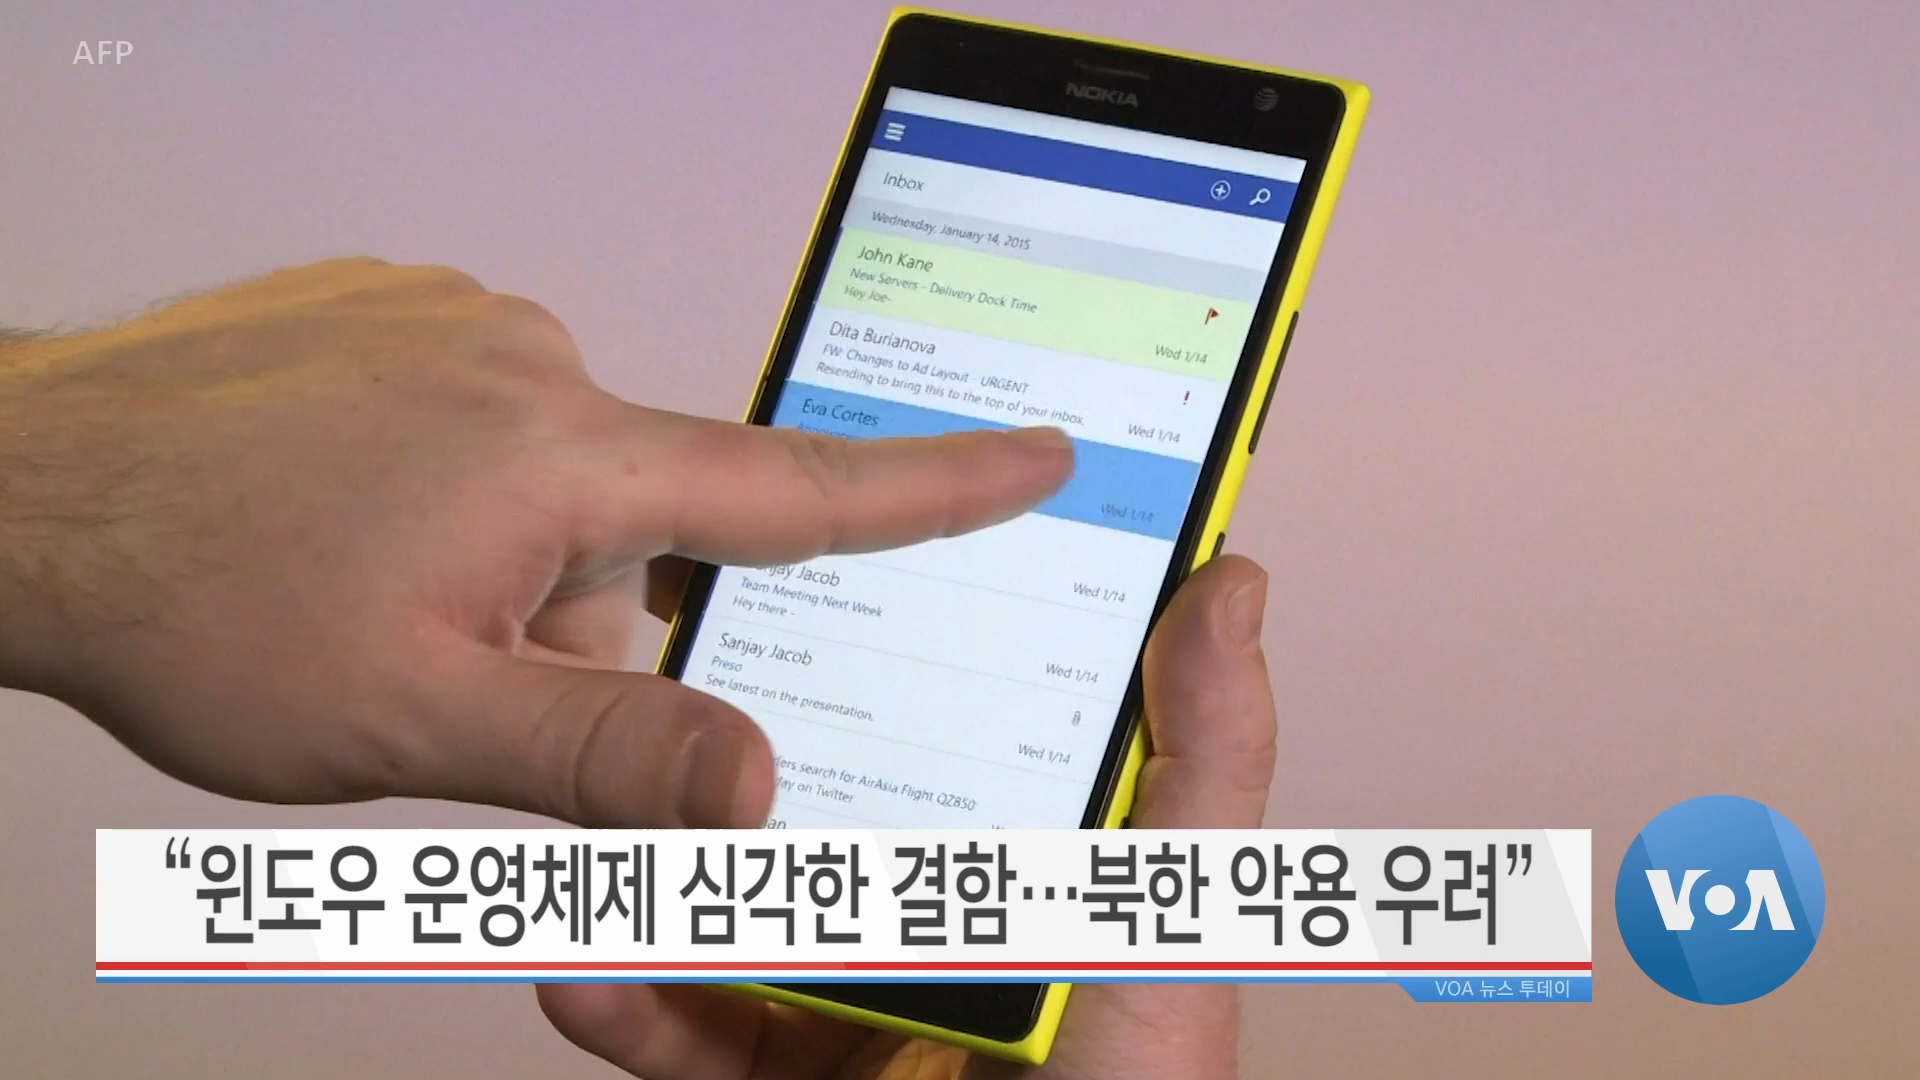 AFP
NOKIA
Inbox
Wednesday, January 14, 2015
John Kane
New Servers - Delivery Dock Time
Hey Joe-
Wed 1/14
Dita Burianova
FW: Changes to Ad Layout - URGENT
Resending to bring this to the top of your inbox.
Wed 1/14
Eva Cortes
Wed 1/14
Jacob
Team Meeting Next Week
Hey there -
Wed 1/14
Sanjay Jacob
Preso
See latest on the presentation.
Wed 1/14
search for AirAsia Flight QZ850
on Twitter
Wed 1/14
“윈도우 운영체제 심각한 결함…북한 악용 우려”
VOA
VOA 뉴스 투데이